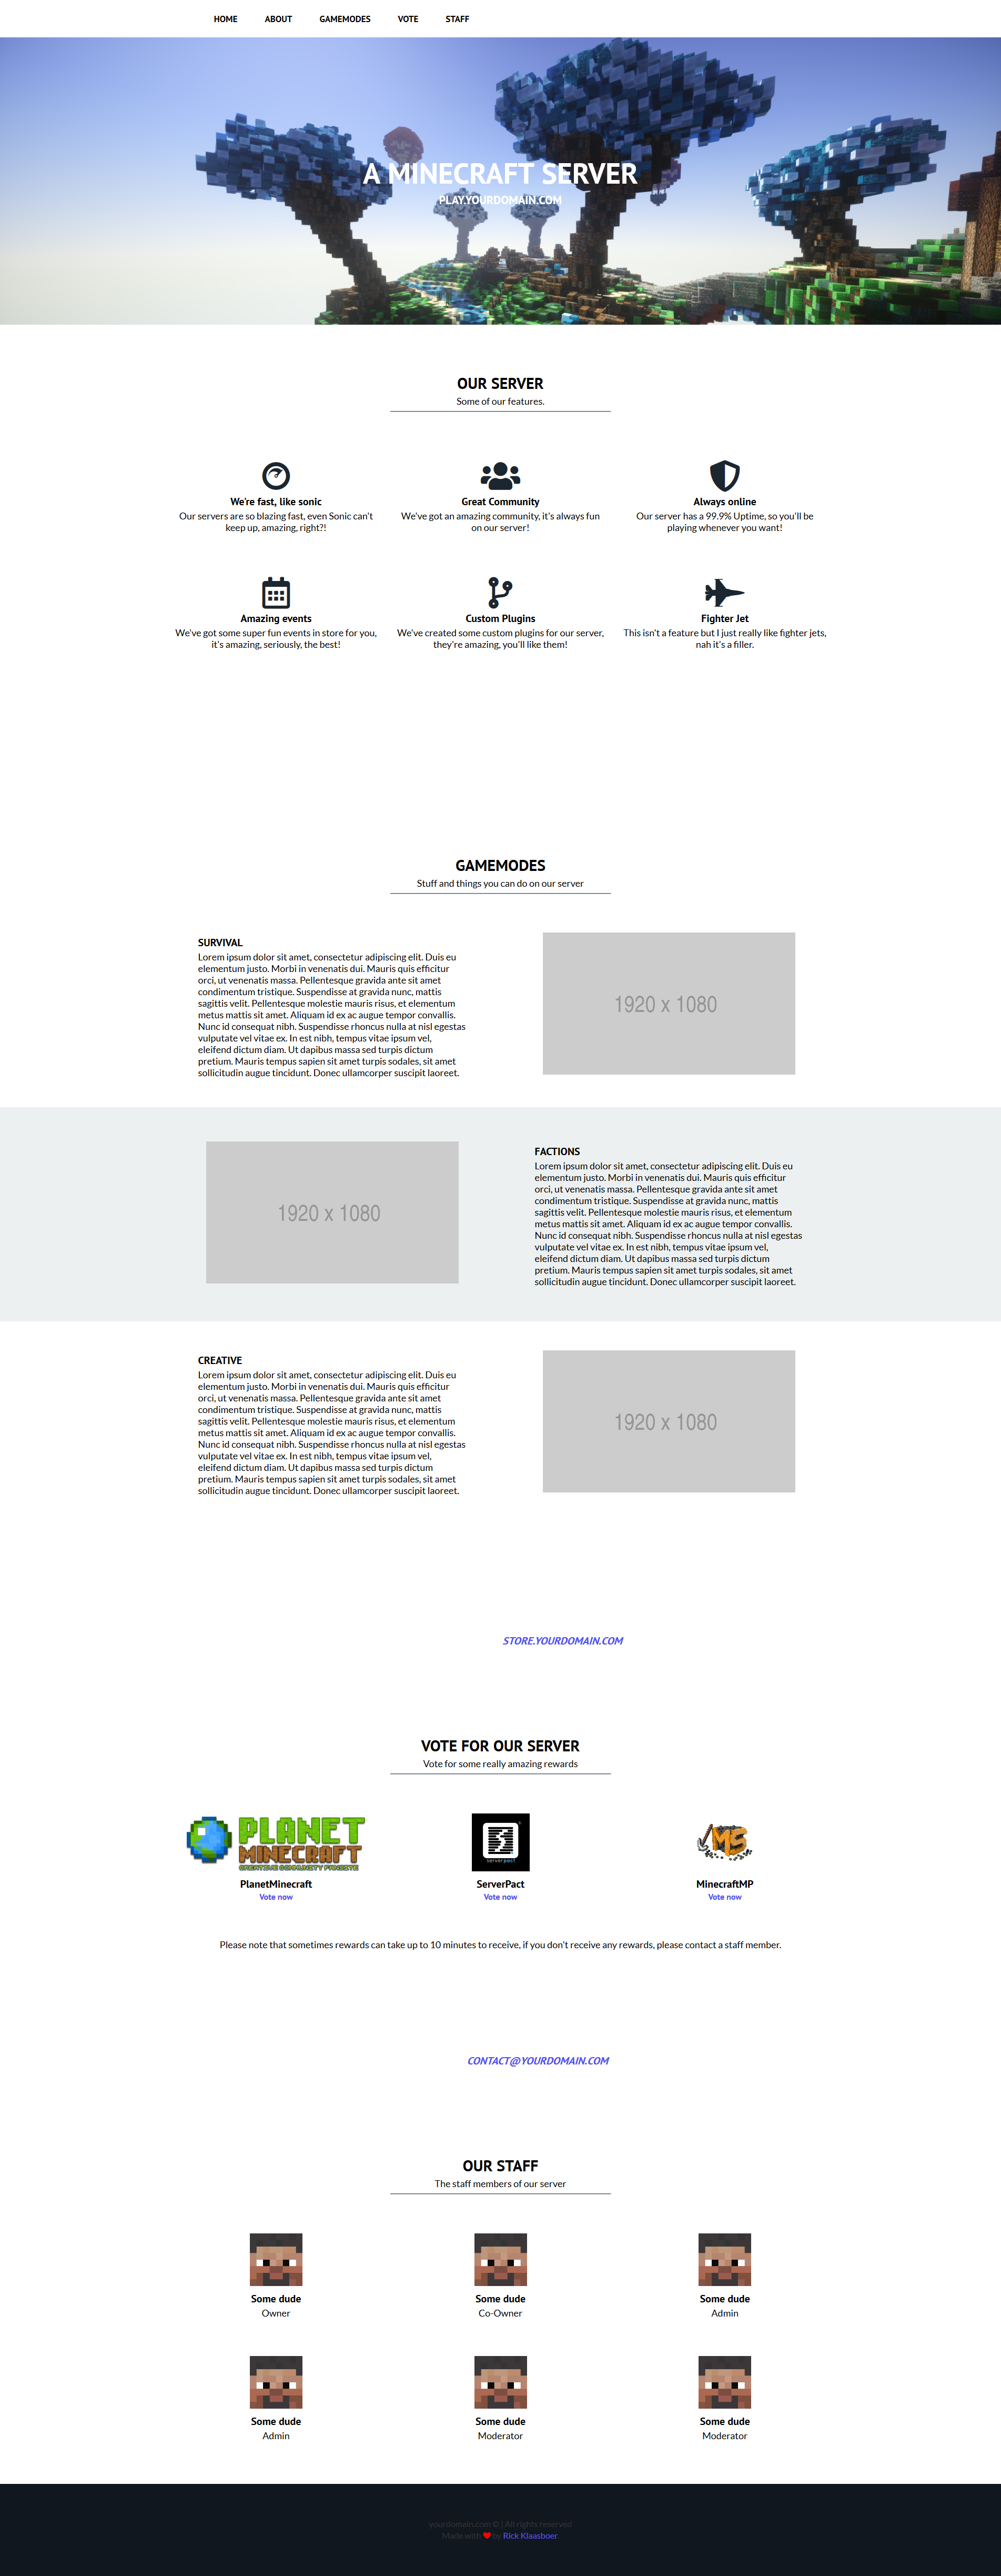 HOME ABOUT GAMEMODES VOTE STAFF
A MINECRAFT SERVER
PLAY.YOURDOMAIN.COM
OUR SERVER
Some of our features.
We're fast, like sonic
Our servers are so blazing fast, even Sonic can't
keep up, amazing, right?!
Great Community
We've got an amazing community, it's always fun
on our server!
Always online
Our server has a 99.9% Uptime, so you'll be
playing whenever you want!
Amazing events
We've got some super fun events in store for you,
it's amazing, seriously, the best!
Custom Plugins
We've created some custom plugins for our server,
they're amazing, you'll like them!
Fighter Jet
This isn't a feature but I just really like fighter jets,
nah it's a filler.
GAMEMODES
Stuff and things you can do on our server
SURVIVAL
Lorem ipsum dolor sit amet, consectetur adipiscing elit. Duis eu
elementum justo. Morbi in venenatis dui. Mauris quis efficitur
orci, ut venenatis massa. Pellentesque gravida ante sit amet
condimentum tristique. Suspendisse at gravida nunc, mattis
sagittis velit. Pellentesque molestie mauris risus, et elementum
metus mattis sit amet. Aliquam id ex ac augue tempor convallis.
Nunc id consequat nibh. Suspendisse rhoncus nulla at nisl egestas
vulputate vel vitae ex. In est nibh, tempus vitae ipsum vel,
eleifend dictum diam. Ut dapibus massa sed turpis dictum
pretium. Mauris tempus sapien sit amet turpis sodales, sit amet
sollicitudin augue tincidunt. Donec ullamcorper suscipit laoreet.
1920 x 1080
1920 x 1080
FACTIONS
Lorem ipsum dolor sit amet, consectetur adipiscing elit. Duis eu
elementum justo. Morbi in venenatis dui. Mauris quis efficitur
orci, ut venenatis massa. Pellentesque gravida ante sit amet
condimentum tristique. Suspendisse at gravida nunc, mattis
sagittis velit. Pellentesque molestie mauris risus, et elementum
metus mattis sit amet. Aliquam id ex ac augue tempor convallis.
Nunc id consequat nibh. Suspendisse rhoncus nulla at nisl egestas
vulputate vel vitae ex. In est nibh, tempus vitae ipsum vel,
eleifend dictum diam. Ut dapibus massa sed turpis dictum
pretium. Mauris tempus sapien sit amet turpis sodales, sit amet
sollicitudin augue tincidunt. Donec ullamcorper suscipit laoreet.
CREATIVE
Lorem ipsum dolor sit amet, consectetur adipiscing elit. Duis eu
elementum justo. Morbi in venenatis dui. Mauris quis efficitur
orci, ut venenatis massa. Pellentesque gravida ante sit amet
condimentum tristique. Suspendisse at gravida nunc, mattis
sagittis velit. Pellentesque molestie mauris risus, et elementum
metus mattis sit amet. Aliquam id ex ac augue tempor convallis.
Nunc id consequat nibh. Suspendisse rhoncus nulla at nisl egestas
vulputate vel vitae ex. In est nibh, tempus vitae ipsum vel,
eleifend dictum diam. Ut dapibus massa sed turpis dictum
pretium. Mauris tempus sapien sit amet turpis sodales, sit amet
sollicitudin augue tincidunt. Donec ullamcorper suscipit laoreet.
1920 x 1080
STORE.YOURDOMAIN.COM
VOTE FOR OUR SERVER
Vote for some really amazing rewards
PLANET
MINECRAFT
CREATIVE COMMUNITY FANSITE
PlanetMinecraft
Vote now
serverpact
ServerPact
Vote now
MS
MinecraftMP
Vote now
Please note that sometimes rewards can take up to 10 minutes to receive, if you don't receive any rewards, please contact a staff member.
CONTACT@YOURDOMAIN.COM
OUR STAFF
The staff members of our server
Some dude
Owner
Some dude
Co-Owner
Some dude
Admin
Some dude
Admin
Some dude
Moderator
Some dude
Moderator
yourdomain.com © | All rights reserved
Made with ❤ by Rick Klaasboer